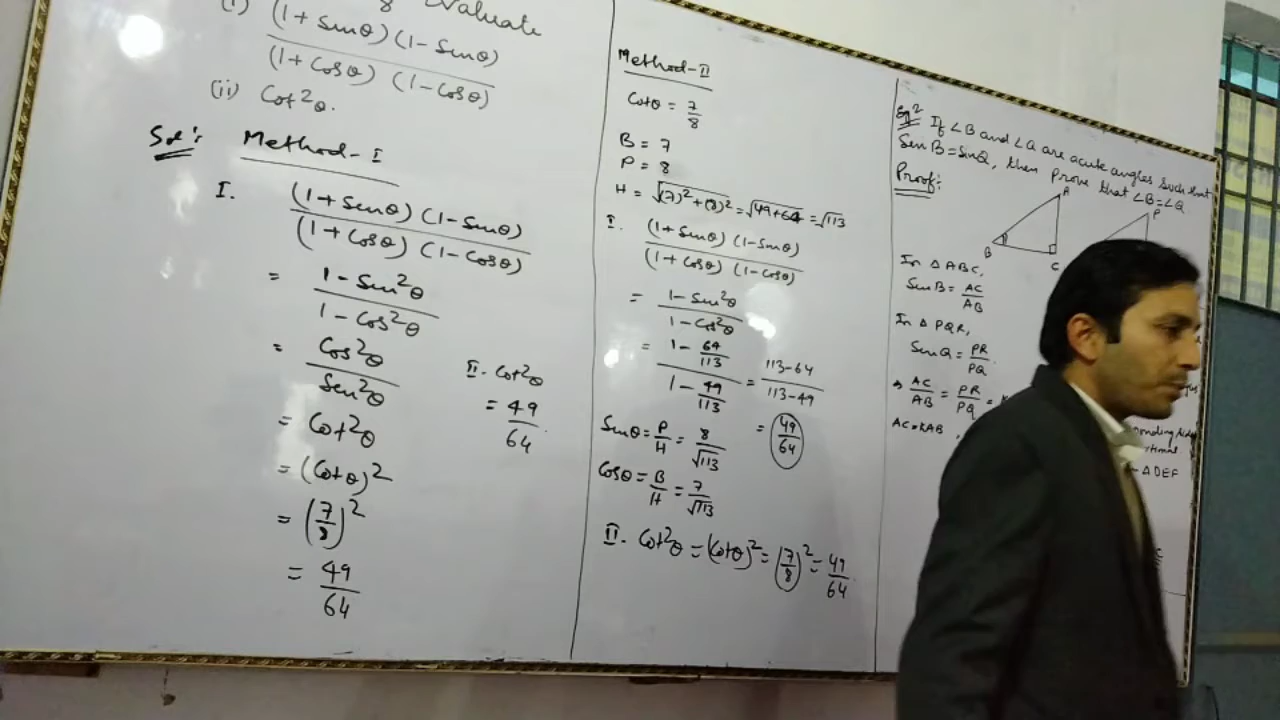 (i) (1 + Sinθ) (1 - Sinθ) / (1 + Cosθ) (1 - Cosθ)
8 Evaluate
(ii) Cot²θ.
Sol: Method-I
I. (1 + Sinθ) (1 - Sinθ) / (1 + Cosθ) (1 - Cosθ)
= 1 - Sin²θ / 1 - Cos²θ
= Cos²θ / Sin²θ
= Cot²θ
= (Cotθ)²
= (7/8)²
= 49/64
II. Cot²θ
= 49/64.
Method-II
Cotθ = 7/8
B = 7
P = 8
H = √(7)²+(8)² = √49+64 = √113
I. (1 + Sinθ) (1 - Sinθ) / (1 + Cosθ) (1 - Cosθ)
= 1 - Sin²θ / 1 - Cos²θ
= 1 - 64/113 / 1 - 49/113 = 113-64 / 113-49
= 49/64
Sinθ = P/H = 8/√113
Cosθ = B/H = 7/√113
II. Cot²θ = (Cotθ)² = (7/8)² = 49/64.
If ∠B and ∠Q are acute angles such that
Sin B = Sin Q, then prove that ∠B = ∠Q
Proof:
A
P
B
C
In △ ABC,
Sin B = AC/AB
In △ PQR,
Sin Q = PR/PQ.
⇒ AC/AB = PR/PQ =
AC = KAB,
△DEF